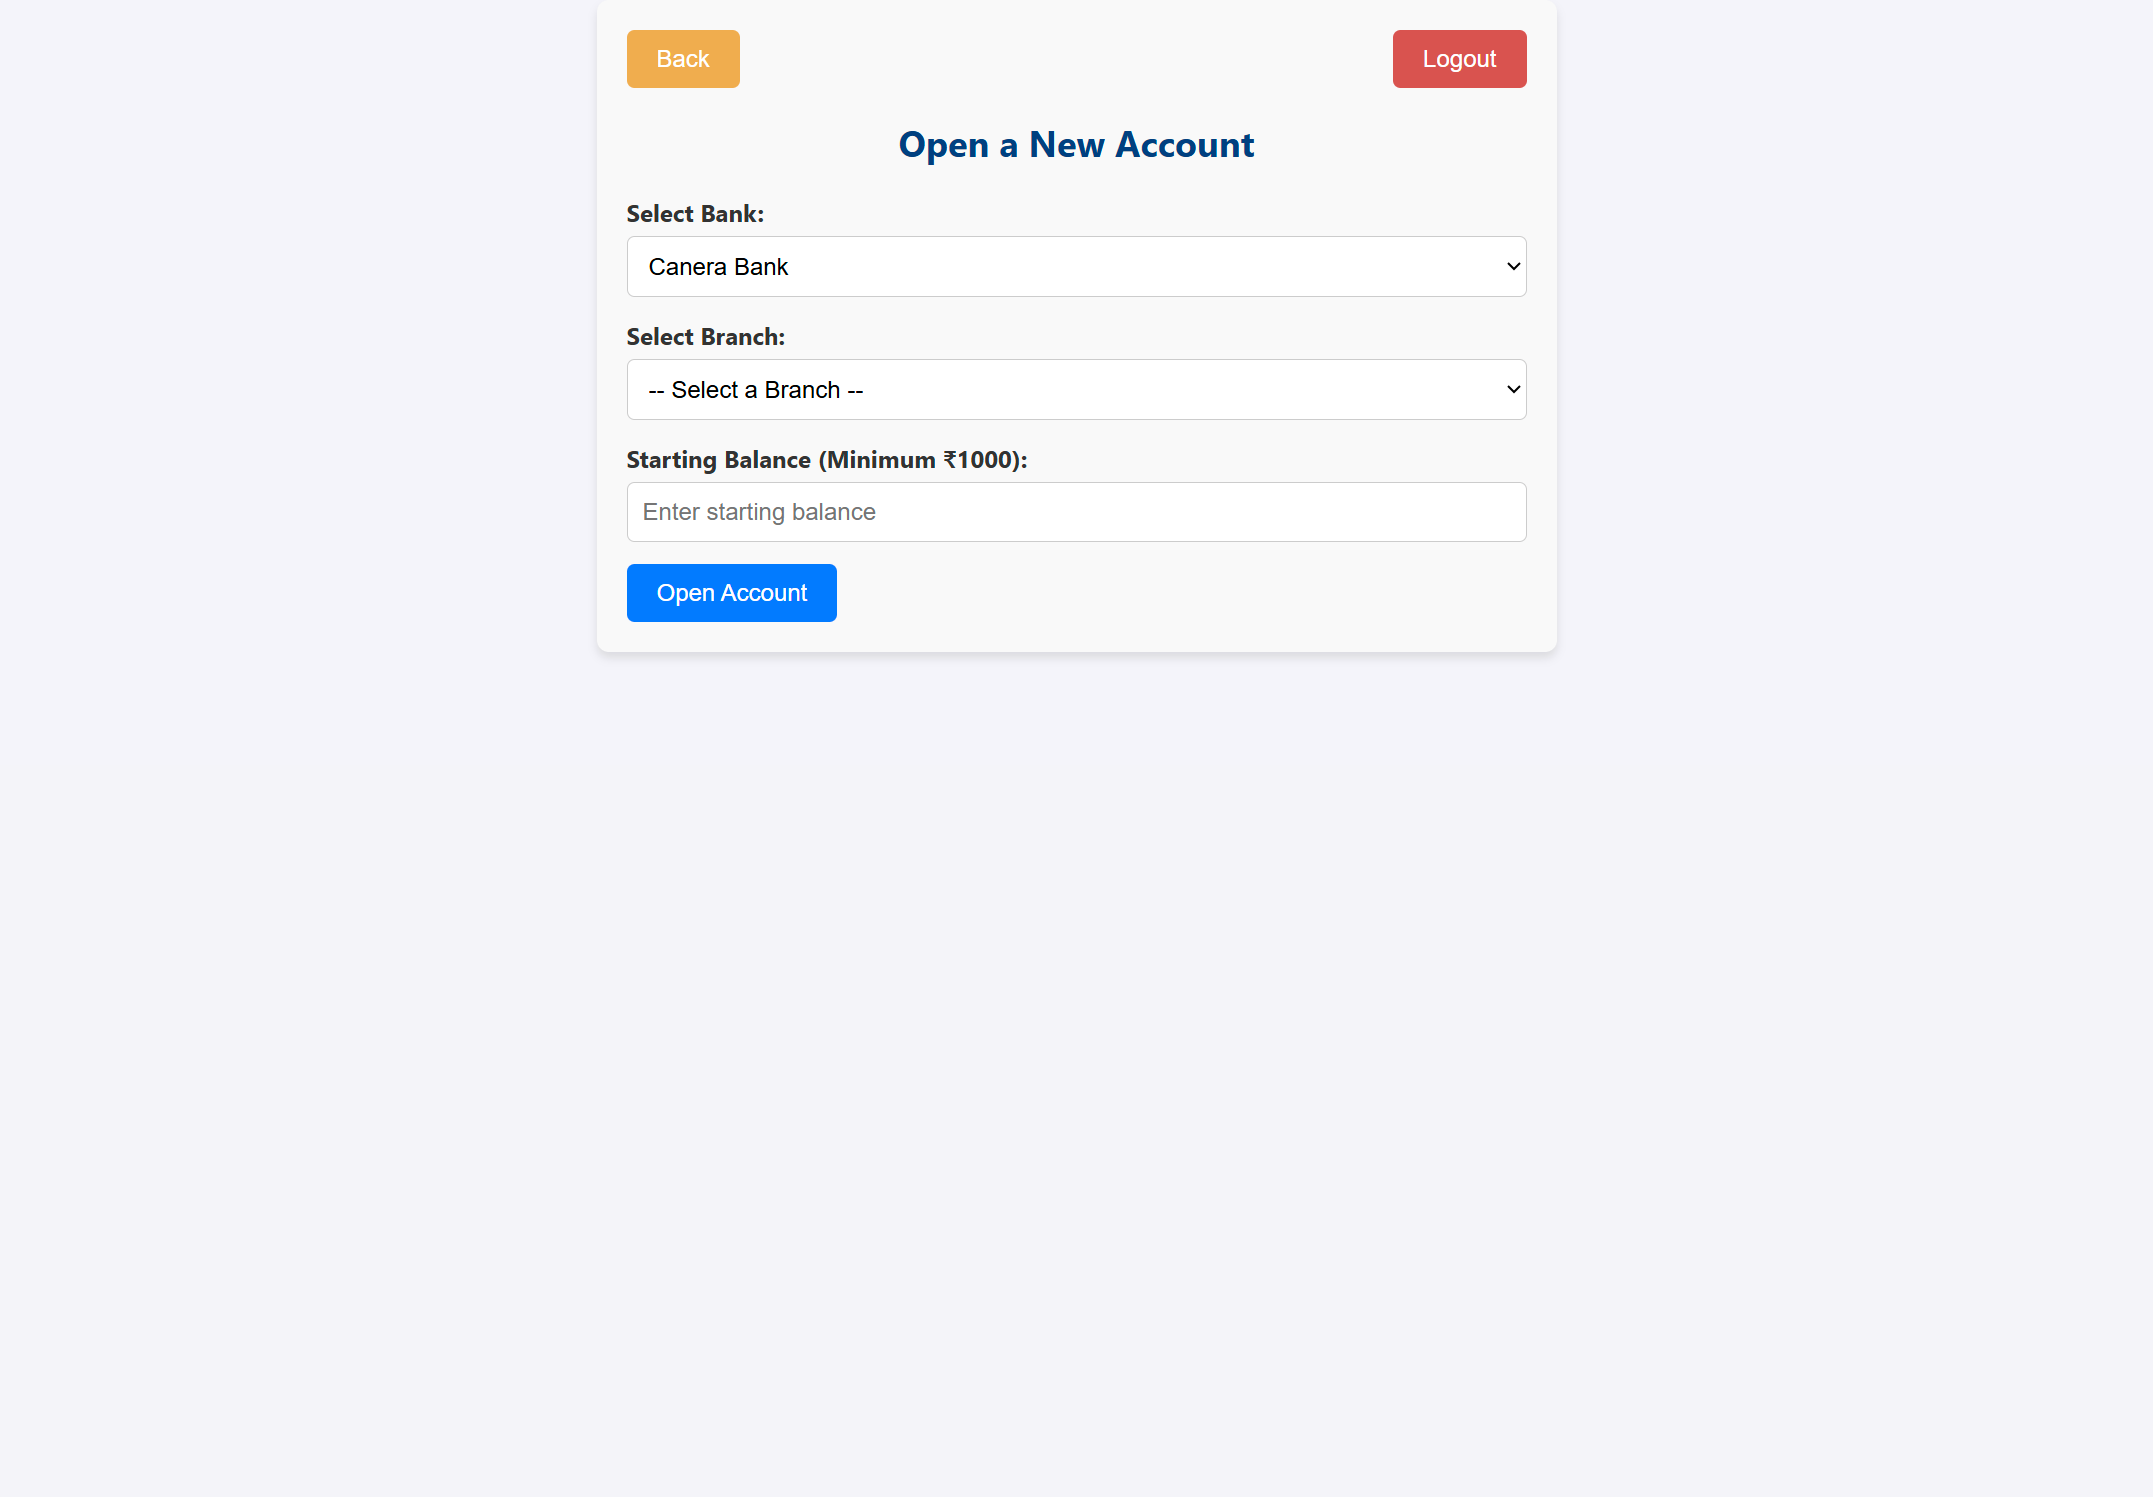 Back
Logout
Open a New Account
Select Bank:
Canera Bank
Select Branch:
-- Select a Branch --
Starting Balance (Minimum ₹1000):
Enter starting balance
Open Account